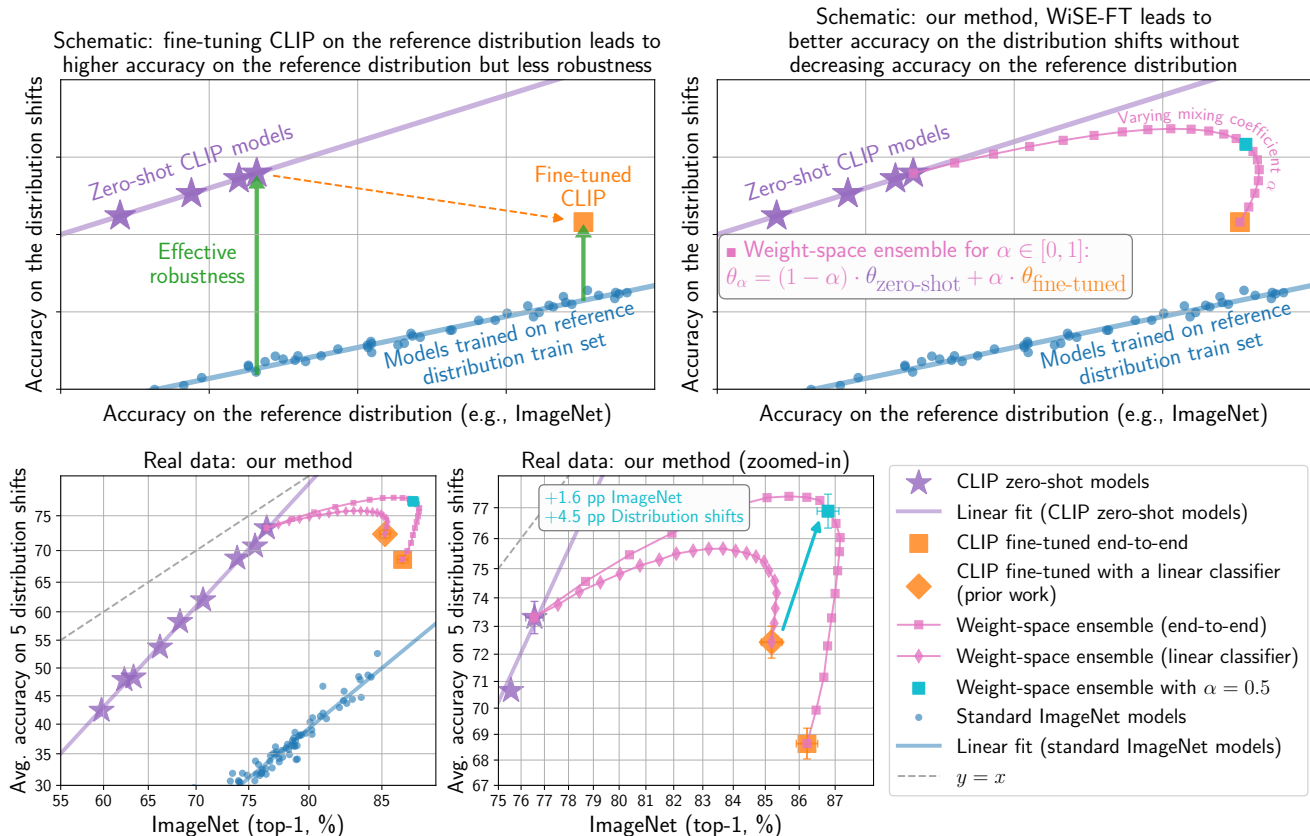 Schematic: fine-tuning CLIP on the reference distribution leads to
higher accuracy on the reference distribution but less robustness
Accuracy on the distribution shifts
Zero-shot CLIP models
Fine-tuned
CLIP
Effective
robustness
Models trained on reference
distribution train set
Accuracy on the reference distribution (e.g., ImageNet)
Schematic: our method, WiSE-FT leads to
better accuracy on the distribution shifts without
decreasing accuracy on the reference distribution
Accuracy on the distribution shifts
Zero-shot CLIP models
Varying mixing coefficient α
Weight-space ensemble for α ∈ [0, 1]:
θ_α = (1 − α) · θ_zero-shot + α · θ_fine-tuned
Models trained on reference
distribution train set
Accuracy on the reference distribution (e.g., ImageNet)
Real data: our method
Avg. accuracy on 5 distribution shifts
75
70
65
60
55
50
45
40
35
30
55 60 65 70 75 80 85
ImageNet (top-1, %)
Real data: our method (zoomed-in)
Avg. accuracy on 5 distribution shifts
+1.6 pp ImageNet
+4.5 pp Distribution shifts
77
76
75
74
73
72
71
70
69
68
67
75 76 77 78 79 80 81 82 83 84 85 86 87
ImageNet (top-1, %)
CLIP zero-shot models
Linear fit (CLIP zero-shot models)
CLIP fine-tuned end-to-end
CLIP fine-tuned with a linear classifier
(prior work)
Weight-space ensemble (end-to-end)
Weight-space ensemble (linear classifier)
Weight-space ensemble with α = 0.5
Standard ImageNet models
Linear fit (standard ImageNet models)
y = x